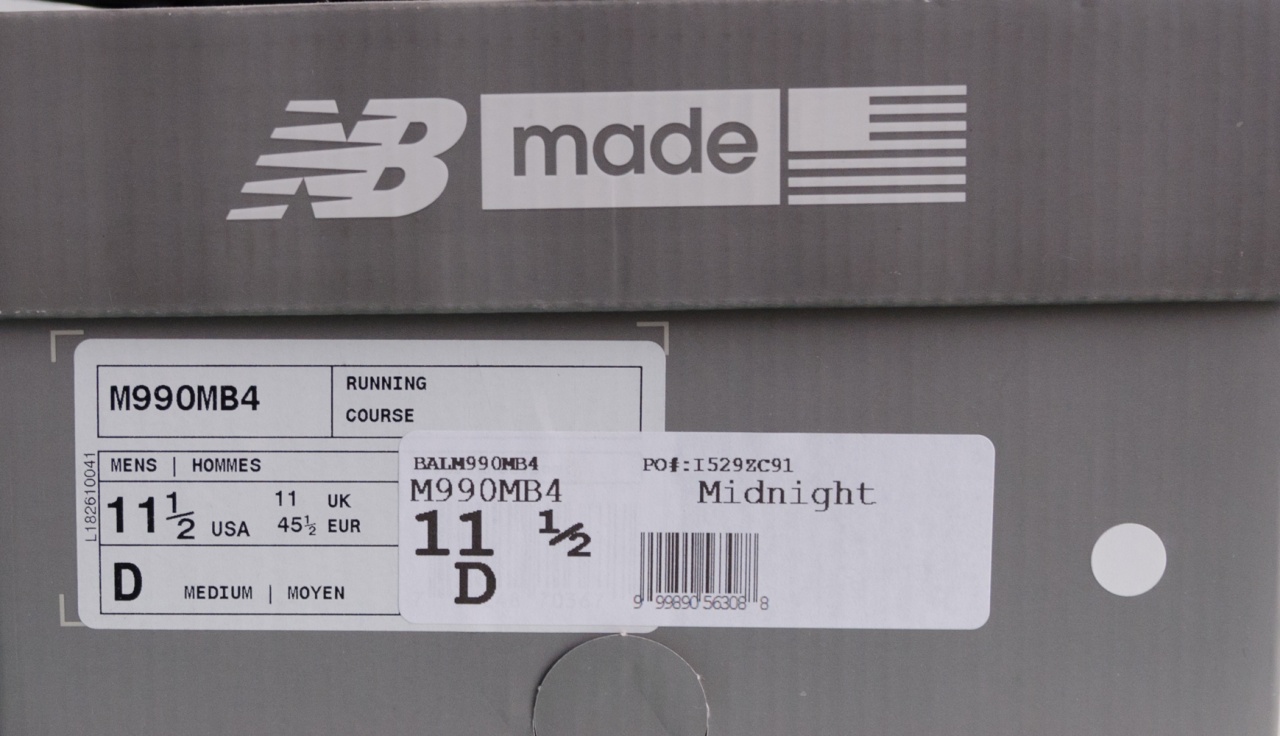 NB made
M990MB4
RUNNING
COURSE
MENS | HOMMES
11½ USA
11 UK
45½ EUR
D MEDIUM | MOYEN
L182610041
BALM990MB4
M990MB4
11 ½
D
PO#:I529ZC91
Midnight
9 99890 56308 8